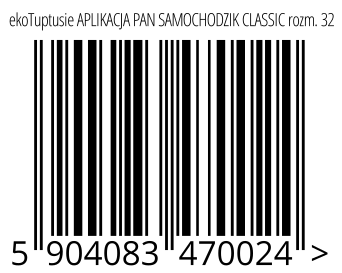 ekoTuptusie APLIKACJA PAN SAMOCHODZIK CLASSIC rozm. 32
5 904083 470024 >